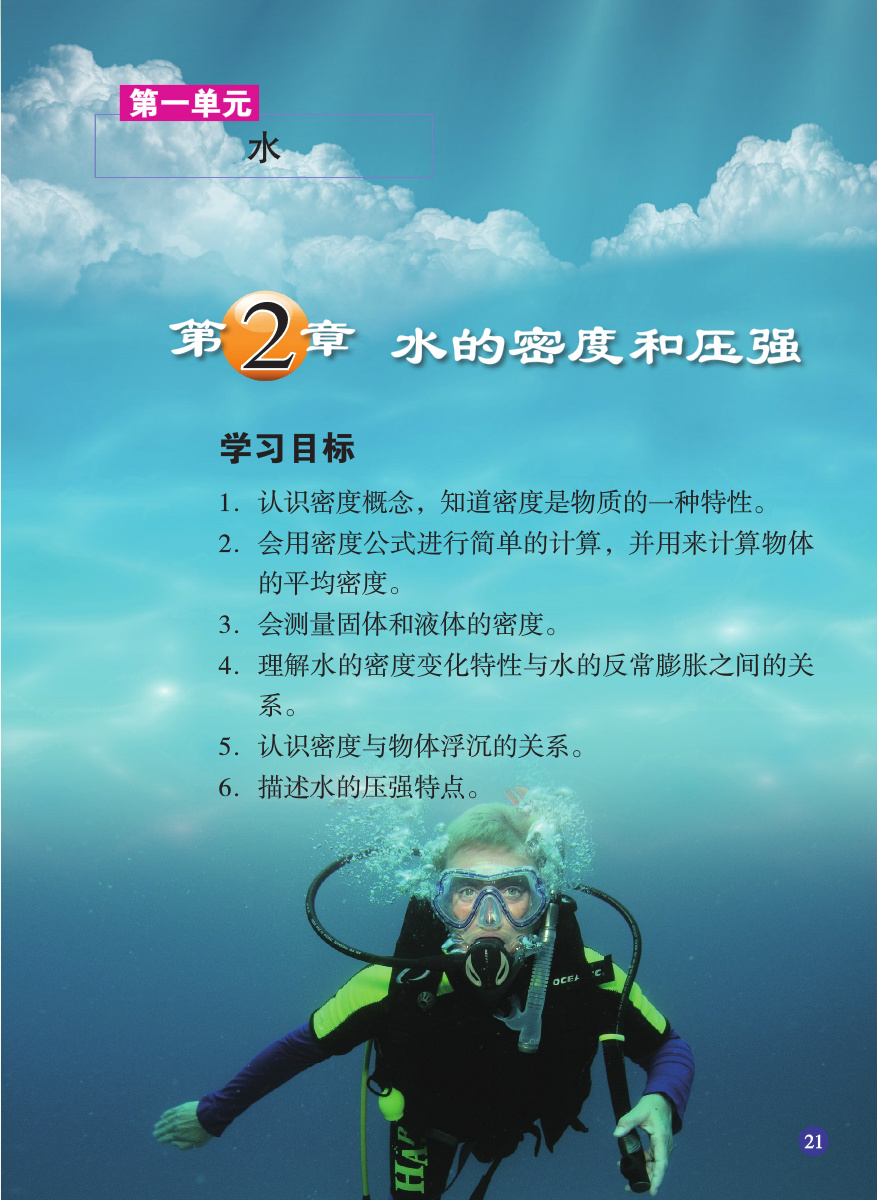 第一单元
水
第2章 水的密度和压强
学习目标
1. 认识密度概念，知道密度是物质的一种特性。
2. 会用密度公式进行简单的计算，并用来计算物体
的平均密度。
3. 会测量固体和液体的密度。
4. 理解水的密度变化特性与水的反常膨胀之间的关
系。
5. 认识密度与物体浮沉的关系。
6. 描述水的压强特点。
21